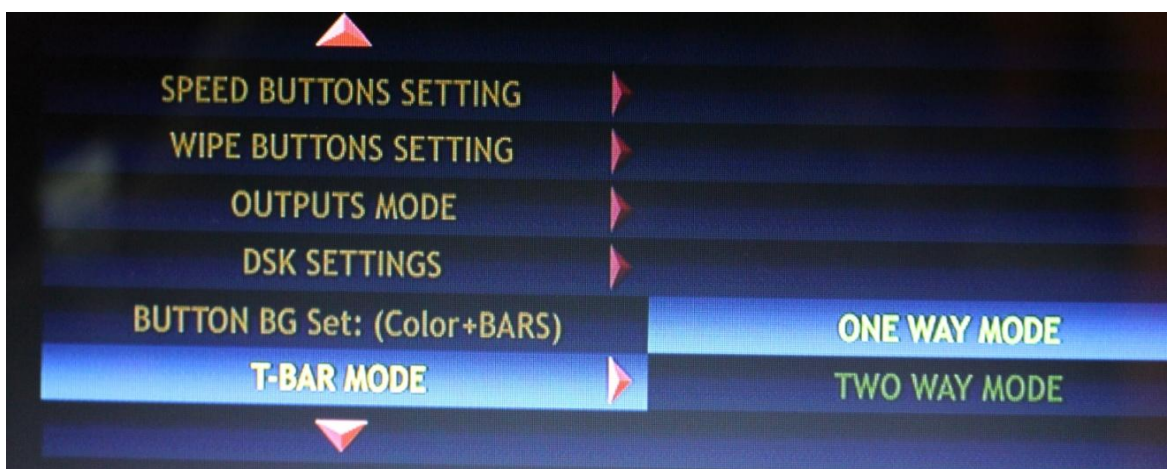 SPEED BUTTONS SETTING
WIPE BUTTONS SETTING
OUTPUTS MODE
DSK SETTINGS
BUTTON BG Set: (Color+BARS)
ONE WAY MODE
T-BAR MODE
TWO WAY MODE